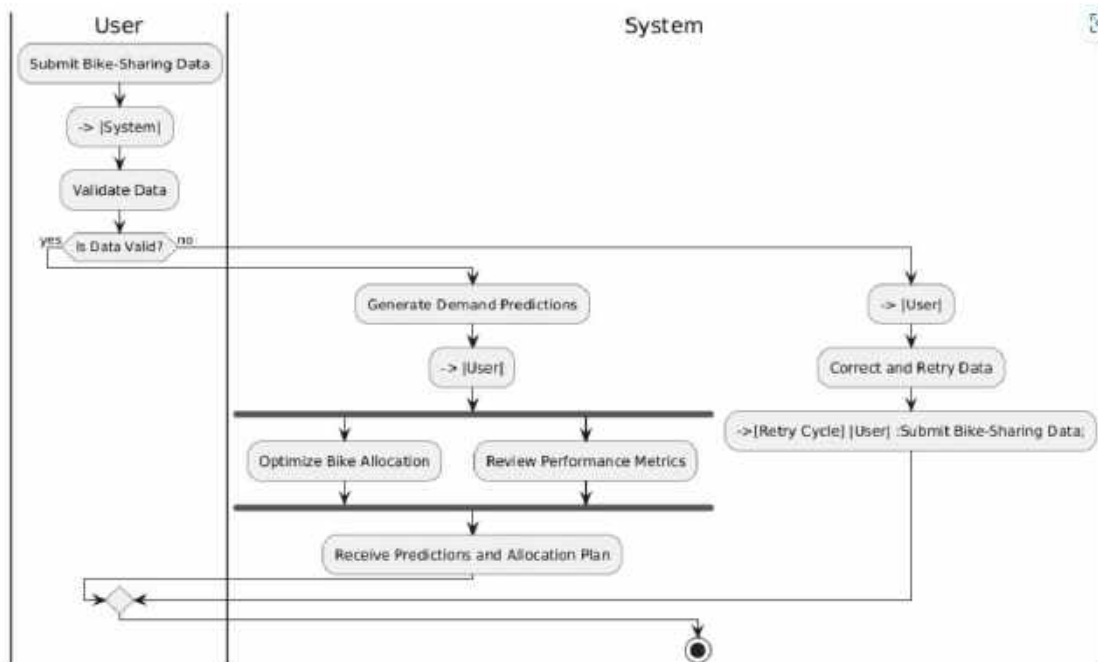 User
System
Submit Bike-Sharing Data
-> |System|
Validate Data
yes
Is Data Valid?
no
Generate Demand Predictions
-> |User|
-> |User|
Correct and Retry Data
->[Retry Cycle] |User| :Submit Bike-Sharing Data;
Optimize Bike Allocation
Review Performance Metrics
Receive Predictions and Allocation Plan